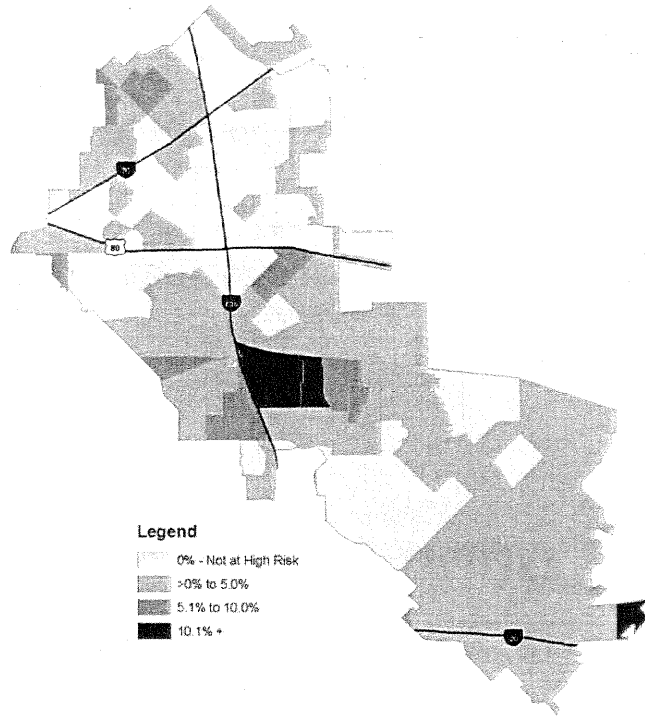 80
Legend
0% - Not at High Risk
>0% to 5.0%
5.1% to 10.0%
10.1% +